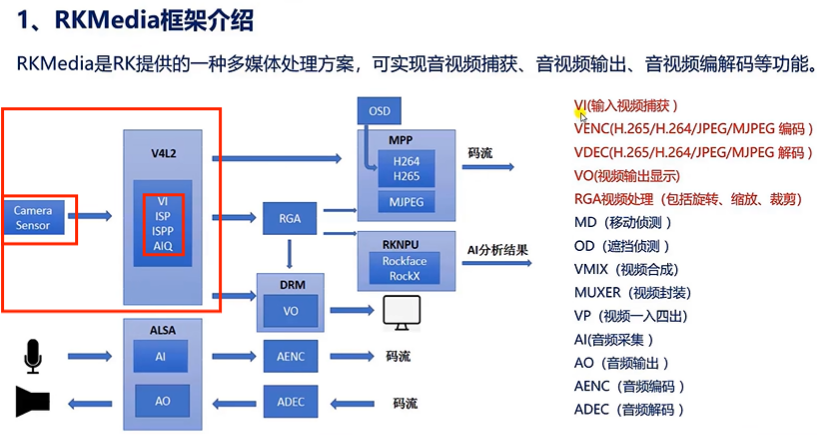 1、RKMedia框架介绍
RKMedia是RK提供的一种多媒体处理方案，可实现音视频捕获、音视频输出、音视频编解码等功能。
Camera
Sensor
V4L2
VI
ISP
ISPP
AIQ
RGA
OSD
MPP
H264
H265
MJPEG
码流
RKNPU
Rockface
RockX
AI分析结果
DRM
VO
ALSA
AI
AENC
码流
AO
ADEC
码流
VI(输入视频捕获）
VENC(H.265/H.264/JPEG/MJPEG 编码）
VDEC(H.265/H.264/JPEG/MJPEG 解码）
VO(视频输出显示)
RGA视频处理（包括旋转、缩放、裁剪）
MD（移动侦测 ）
OD（遮挡侦测 ）
VMIX（视频合成）
MUXER（视频封装）
VP（视频一入四出）
AI(音频采集 ）
AO（音频输出 ）
AENC（音频编码 ）
ADEC（音频解码 ）